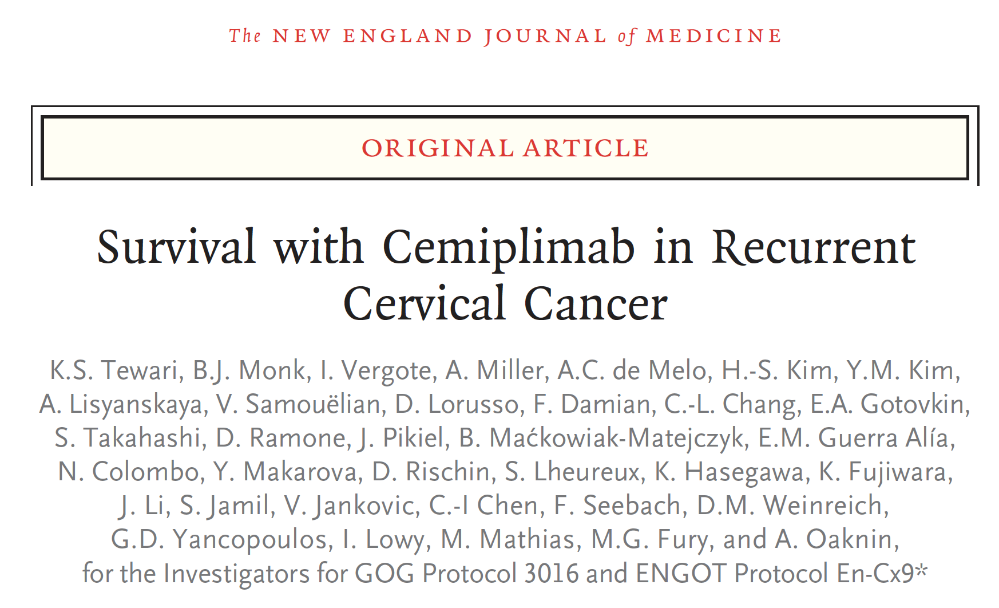 The NEW ENGLAND JOURNAL of MEDICINE
ORIGINAL ARTICLE
Survival with Cemiplimab in Recurrent
Cervical Cancer
K.S. Tewari, B.J. Monk, I. Vergote, A. Miller, A.C. de Melo, H.-S. Kim, Y.M. Kim,
A. Lisyanskaya, V. Samouëlian, D. Lorusso, F. Damian, C.-L. Chang, E.A. Gotovkin,
S. Takahashi, D. Ramone, J. Pikiel, B. Maćkowiak-Matejczyk, E.M. Guerra Alía,
N. Colombo, Y. Makarova, D. Rischin, S. Lheureux, K. Hasegawa, K. Fujiwara,
J. Li, S. Jamil, V. Jankovic, C.-I Chen, F. Seebach, D.M. Weinreich,
G.D. Yancopoulos, I. Lowy, M. Mathias, M.G. Fury, and A. Oaknin,
for the Investigators for GOG Protocol 3016 and ENGOT Protocol En-Cx9*